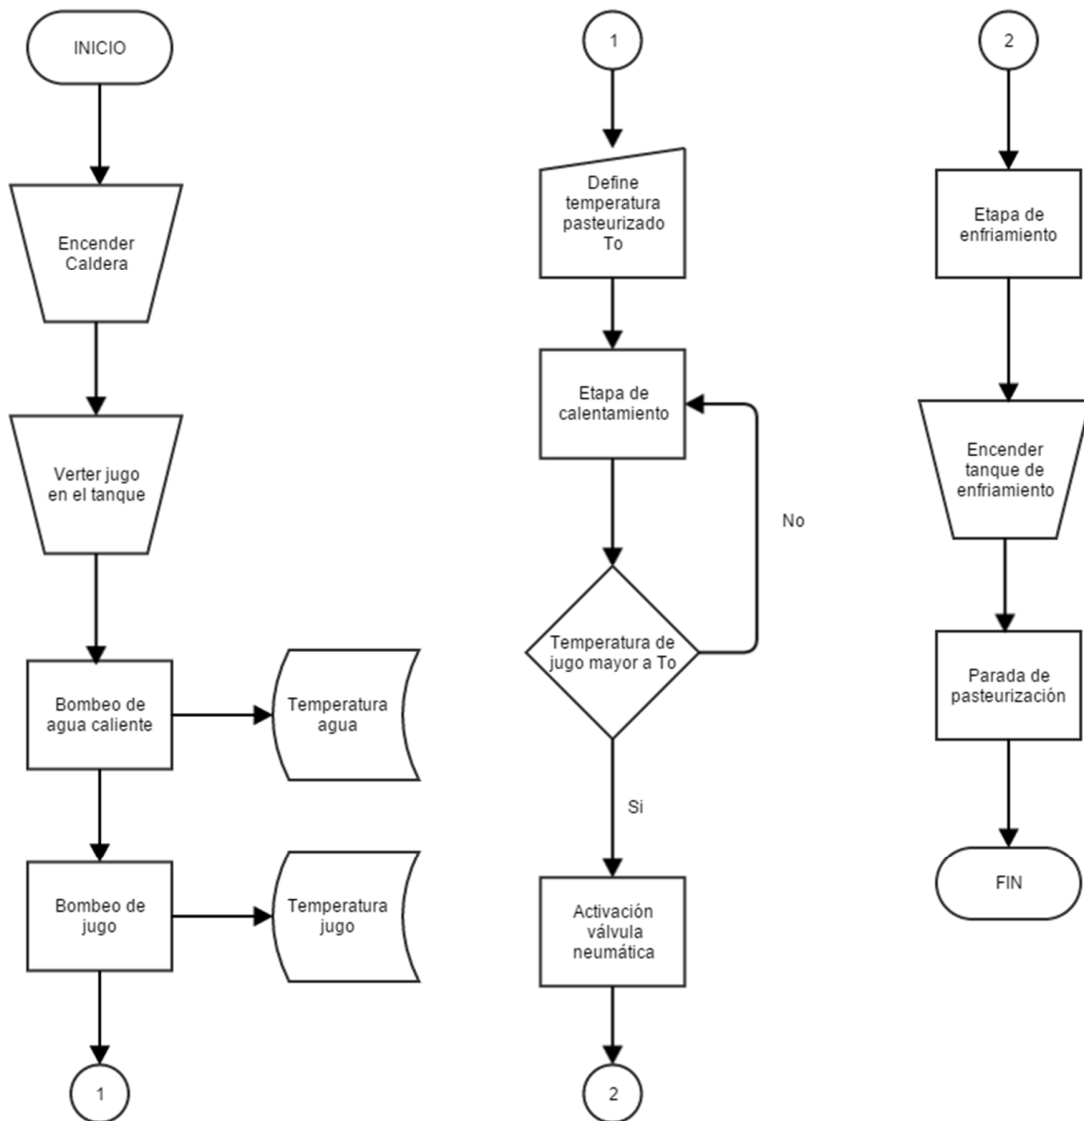 INICIO
Encender
Caldera
Verter jugo
en el tanque
Bombeo de
agua caliente
Temperatura
agua
Bombeo de
jugo
Temperatura
jugo
1
1
Define
temperatura
pasteurizado
To
Etapa de
calentamiento
No
Temperatura de
jugo mayor a To
Si
Activación
válvula
neumática
2
2
Etapa de
enfriamiento
Encender
tanque de
enfriamiento
Parada de
pasteurización
FIN